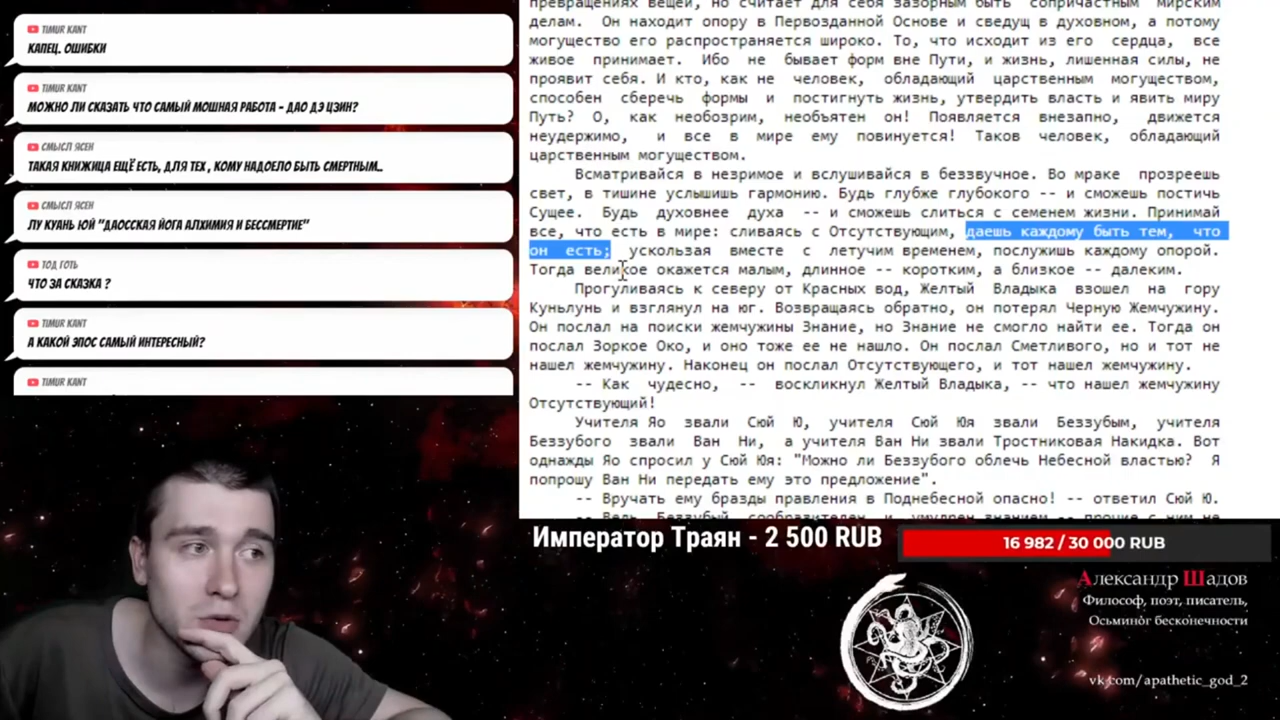 TIMUR KANT
КАПЕЦ. ОШИБКИ
TIMUR KANT
МОЖНО ЛИ СКАЗАТЬ ЧТО САМЫЙ МОШНАЯ РАБОТА - ДАО ДЭ ЦЗИН?
СМЫСЛ ЯСЕН
ТАКАЯ КНИЖИЦА ЕЩЁ ЕСТЬ, ДЛЯ ТЕХ , КОМУ НАДОЕЛО БЫТЬ СМЕРТНЫМ..
СМЫСЛ ЯСЕН
ЛУ КУАНЬ ЮЙ "ДАОССКАЯ ЙОГА АЛХИМИЯ И БЕССМЕРТИЕ"
ТОД ГОТЬ
ЧТО ЗА СКАЗКА ?
TIMUR KANT
А КАКОЙ ЭПОС САМЫЙ ИНТЕРЕСНЫЙ?
TIMUR KANT
превращениях вещей, но считает для себя зазорным быть сопричастным мирским
делам. Он находит опору в Первозданной Основе и сведущ в духовном, а потому
могущество его распространяется широко. То, что исходит из его сердца, все
живое принимает. Ибо не бывает форм вне Пути, и жизнь, лишенная силы, не
проявит себя. И кто, как не человек, обладающий царственным могуществом,
способен сберечь формы и постигнуть жизнь, утвердить власть и явить миру
Путь? О, как необозрим, необъятен он! Появляется внезапно, движется
неудержимо, и все в мире ему повинуется! Таков человек, обладающий
царственным могуществом.
Всматривайся в незримое и вслушивайся в беззвучное. Во мраке прозреешь
свет, в тишине услышишь гармонию. Будь глубже глубокого -- и сможешь постичь
Сущее. Будь духовнее духа -- и сможешь слиться с семенем жизни. Принимай
все, что есть в мире: сливаясь с Отсутствующим, даешь каждому быть тем, что
он есть; ускользая вместе с летучим временем, послужишь каждому опорой.
Тогда великое окажется малым, длинное -- коротким, а близкое -- далеким.
Прогуливаясь к северу от Красных вод, Желтый Владыка взошел на гору
Куньлунь и взглянул на юг. Возвращаясь обратно, он потерял Черную Жемчужину.
Он послал на поиски жемчужины Знание, но Знание не смогло найти ее. Тогда он
послал Зоркое Око, и оно тоже ее не нашло. Он послал Сметливого, но и тот не
нашел жемчужину. Наконец он послал Отсутствующего, и тот нашел жемчужину.
-- Как чудесно, -- воскликнул Желтый Владыка, -- что нашел жемчужину
Отсутствующий!
Учителя Яо звали Сюй Ю, учителя Сюй Юя звали Беззубым, учителя
Беззубого звали Ван Ни, а учителя Ван Ни звали Тростниковая Накидка. Вот
однажды Яо спросил у Сюй Юя: "Можно ли Беззубого облечь Небесной властью? Я
попрошу Ван Ни передать ему это предложение".
-- Вручать ему бразды правления в Поднебесной опасно! -- ответил Сюй Ю.
-- Ведь Беззубый сообразителен и умудрен знанием
Император Траян - 2 500 RUB
16 982 / 30 000 RUB
Александр Шадов
Философ, поэт, писатель,
Осьминог бесконечности
vk.com/apathetic_god_2